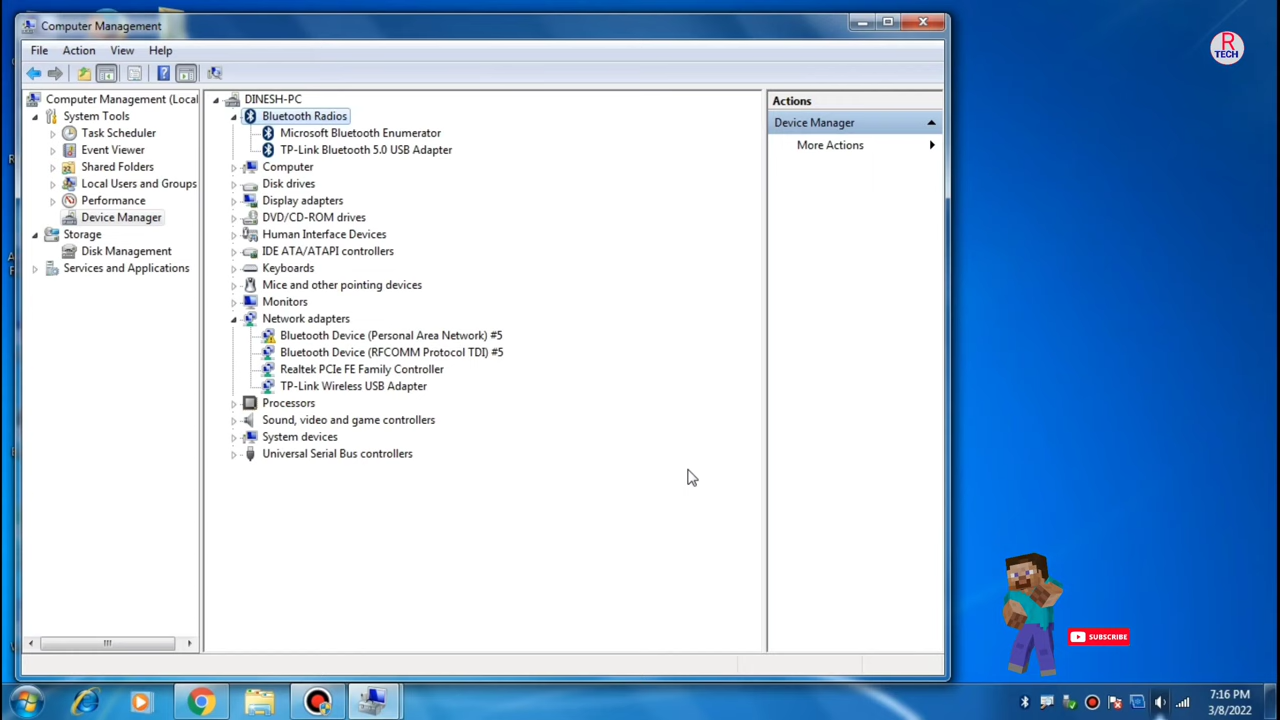 Computer Management
File Action View Help
Computer Management (Local
System Tools
Task Scheduler
Event Viewer
Shared Folders
Local Users and Groups
Performance
Device Manager
Storage
Disk Management
Services and Applications
DINESH-PC
Bluetooth Radios
Microsoft Bluetooth Enumerator
TP-Link Bluetooth 5.0 USB Adapter
Computer
Disk drives
Display adapters
DVD/CD-ROM drives
Human Interface Devices
IDE ATA/ATAPI controllers
Keyboards
Mice and other pointing devices
Monitors
Network adapters
Bluetooth Device (Personal Area Network) #5
Bluetooth Device (RFCOMM Protocol TDI) #5
Realtek PCIe FE Family Controller
TP-Link Wireless USB Adapter
Processors
Sound, video and game controllers
System devices
Universal Serial Bus controllers
Actions
Device Manager
More Actions
R
TECH
SUBSCRIBE
7:16 PM
3/8/2022